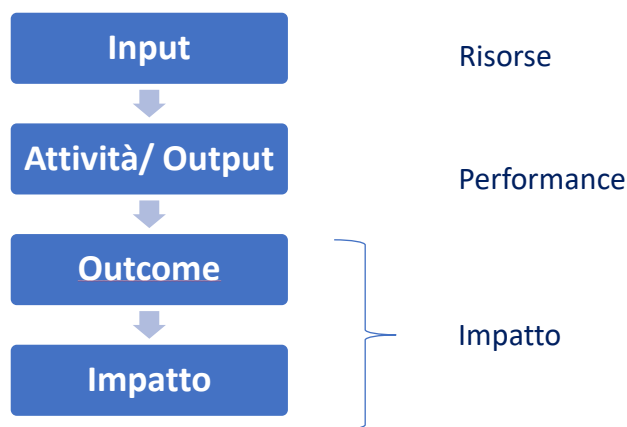 Input
Risorse
Attività/ Output
Performance
Outcome
Impatto
Impatto